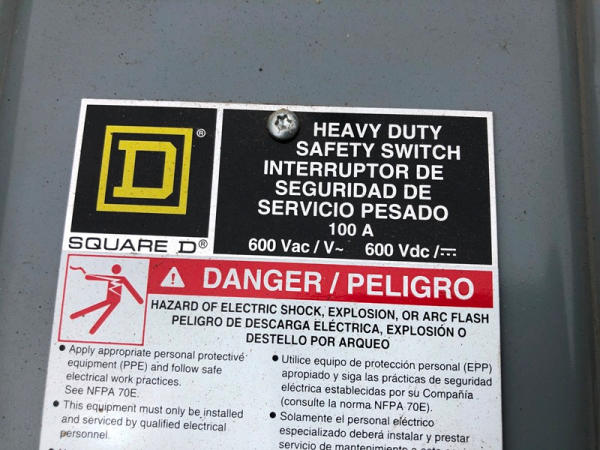 D
®
SQUARE D®
HEAVY DUTY
SAFETY SWITCH
INTERRUPTOR DE
SEGURIDAD DE
SERVICIO PESADO
100 A
600 Vac / V~ 600 Vdc / ⎓
DANGER / PELIGRO
HAZARD OF ELECTRIC SHOCK, EXPLOSION, OR ARC FLASH
PELIGRO DE DESCARGA ELÉCTRICA, EXPLOSIÓN O
DESTELLO POR ARQUEO
• Apply appropriate personal protective
equipment (PPE) and follow safe
electrical work practices.
See NFPA 70E.
• This equipment must only be installed
and serviced by qualified electrical
personnel.
• Utilice equipo de protección personal (EPP)
apropiado y siga las prácticas de seguridad
eléctrica establecidas por su Compañía
(consulte la norma NFPA 70E).
• Solamente el personal eléctrico
especializado deberá instalar y prestar
servicio de mantenimiento a este